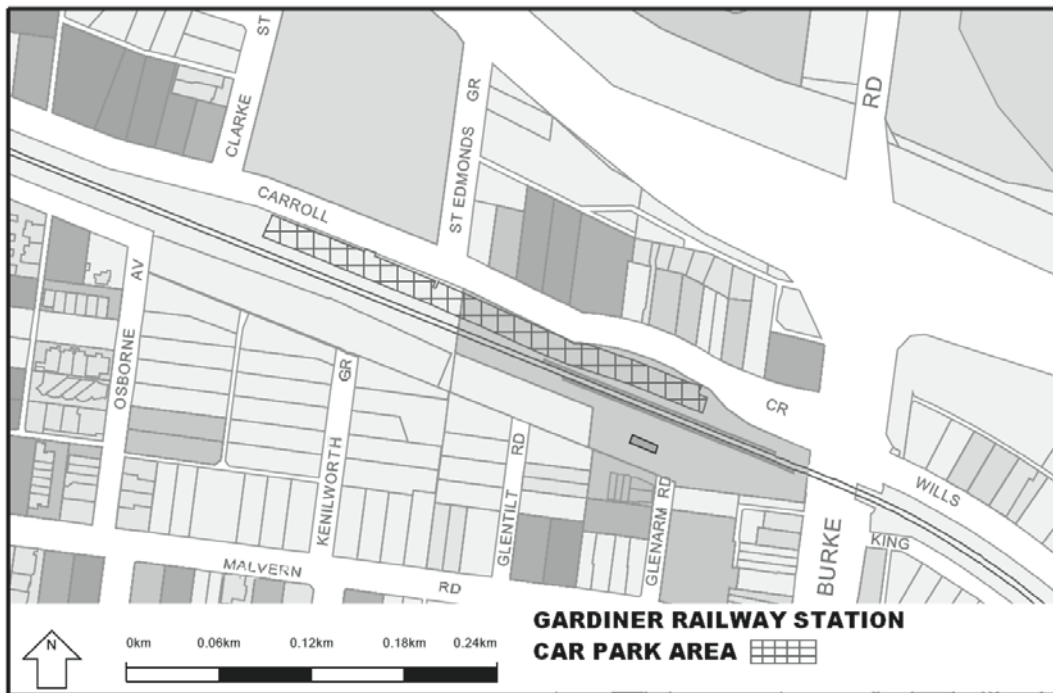 ST
CLARKE
ST EDMONDS GR
RD
CARROLL
CR
OSBORNE AV
KENILWORTH GR
GLENTILT RD
GLENARM RD
BURKE
WILLS
KING
MALVERN RD
N
0km 0.06km 0.12km 0.18km 0.24km
GARDINER RAILWAY STATION
CAR PARK AREA